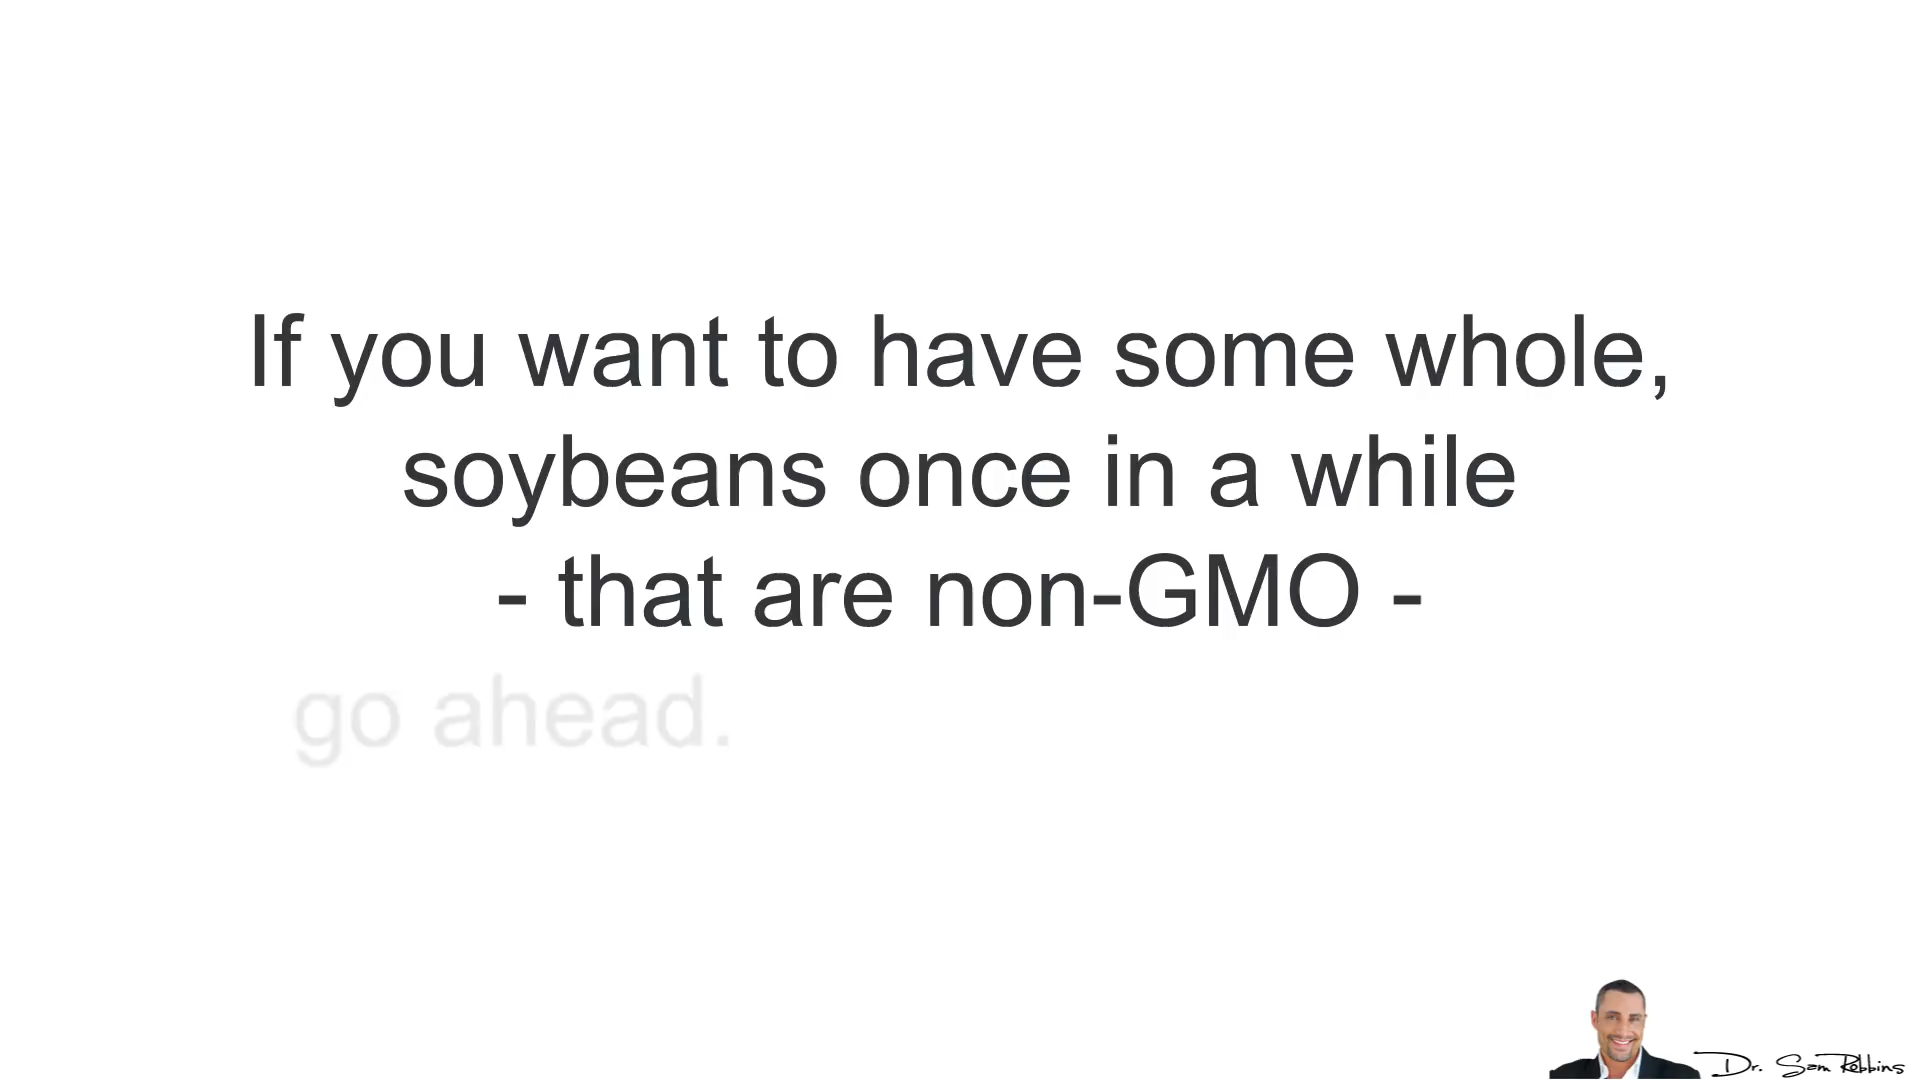 If you want to have some whole,
soybeans once in a while
- that are non-GMO -
go ahead.
Dr. Sam Robbins